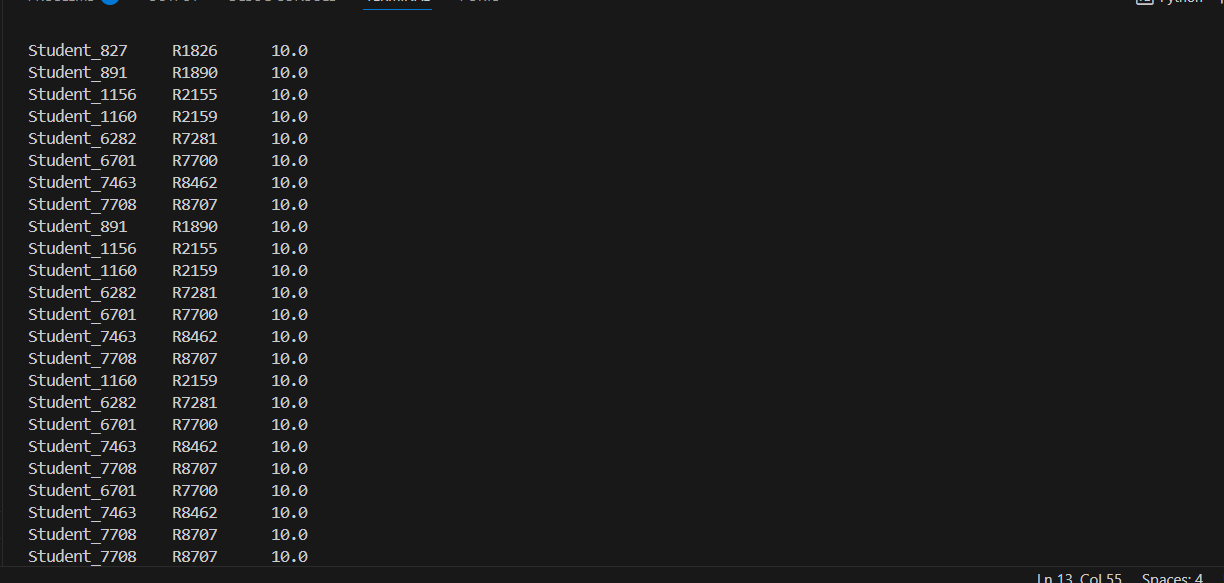 TERMINAL
Python
Student_827 R1826 10.0
Student_891 R1890 10.0
Student_1156 R2155 10.0
Student_1160 R2159 10.0
Student_6282 R7281 10.0
Student_6701 R7700 10.0
Student_7463 R8462 10.0
Student_7708 R8707 10.0
Student_891 R1890 10.0
Student_1156 R2155 10.0
Student_1160 R2159 10.0
Student_6282 R7281 10.0
Student_6701 R7700 10.0
Student_7463 R8462 10.0
Student_7708 R8707 10.0
Student_1160 R2159 10.0
Student_6282 R7281 10.0
Student_6701 R7700 10.0
Student_7463 R8462 10.0
Student_7708 R8707 10.0
Student_6701 R7700 10.0
Student_7463 R8462 10.0
Student_7708 R8707 10.0
Student_7708 R8707 10.0
Ln 13, Col 55 Spaces: 4